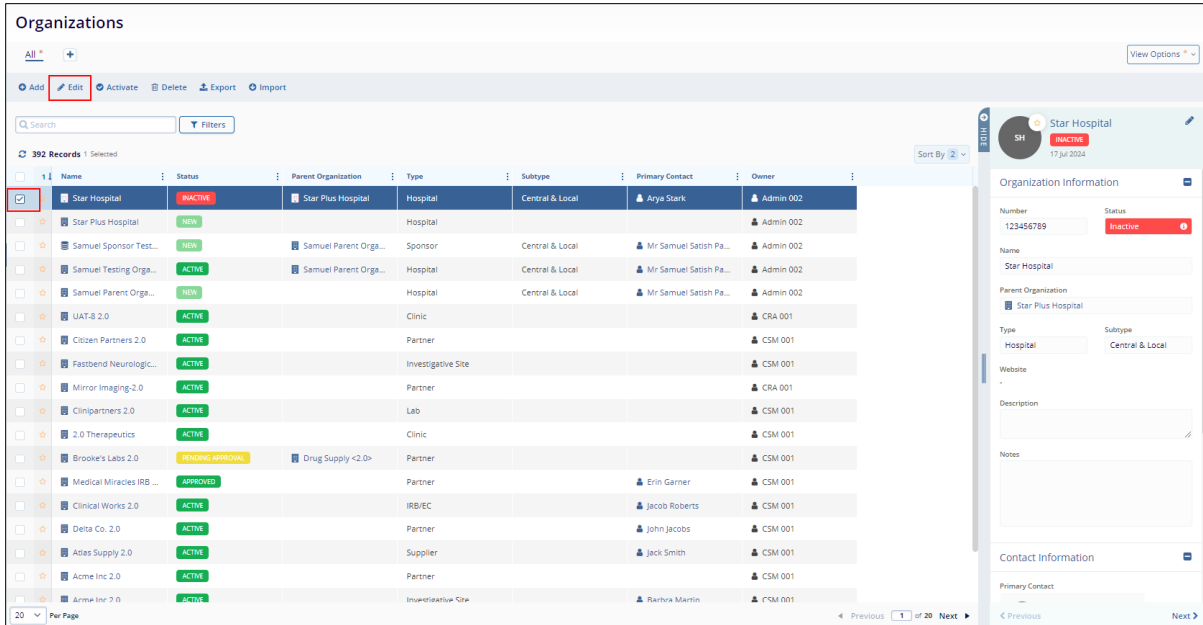 Organizations
All *
View Options *
Add Edit Activate Delete Export Import
Search Filters
392 Records 1 Selected Sort By 2
1 Name Status Parent Organization Type Subtype Primary Contact Owner
Star Hospital INACTIVE Star Plus Hospital Hospital Central & Local Arya Stark Admin 002
Star Plus Hospital NEW Hospital Admin 002
Samuel Sponsor Test... NEW Samuel Parent Orga... Sponsor Central & Local Mr Samuel Satish Pa... Admin 002
Samuel Testing Orga... ACTIVE Samuel Parent Orga... Hospital Central & Local Mr Samuel Satish Pa... Admin 002
Samuel Parent Orga... NEW Hospital Central & Local Mr Samuel Satish Pa... Admin 002
UAT-8 2.0 ACTIVE Clinic CRA 001
Citizen Partners 2.0 ACTIVE Partner CSM 001
Fastbend Neurologic... ACTIVE Investigative Site CSM 001
Mirror Imaging-2.0 ACTIVE Partner CRA 001
Clinipartners 2.0 ACTIVE Lab CSM 001
2.0 Therapeutics ACTIVE Clinic CSM 001
Brooke's Labs 2.0 PENDING APPROVAL Drug Supply <2.0> Partner CSM 001
Medical Miracles IRB ... APPROVED Partner Erin Garner CSM 001
Clinical Works 2.0 ACTIVE IRB/EC Jacob Roberts CSM 001
Delta Co. 2.0 ACTIVE Partner John Jacobs CSM 001
Atlas Supply 2.0 ACTIVE Supplier Jack Smith CSM 001
Acme Inc 2.0 ACTIVE Partner CSM 001
Acme Inc 2.0 ACTIVE Investigative Site Barbra Martin CSM 001
20 Per Page Previous 1 of 20 Next
HIDE
SH
Star Hospital
INACTIVE
17 Jul 2024
Organization Information
Number Status
123456789 Inactive
Name
Star Hospital
Parent Organization
Star Plus Hospital
Type Subtype
Hospital Central & Local
Website
-
Description
Notes
Contact Information
Primary Contact
Previous Next